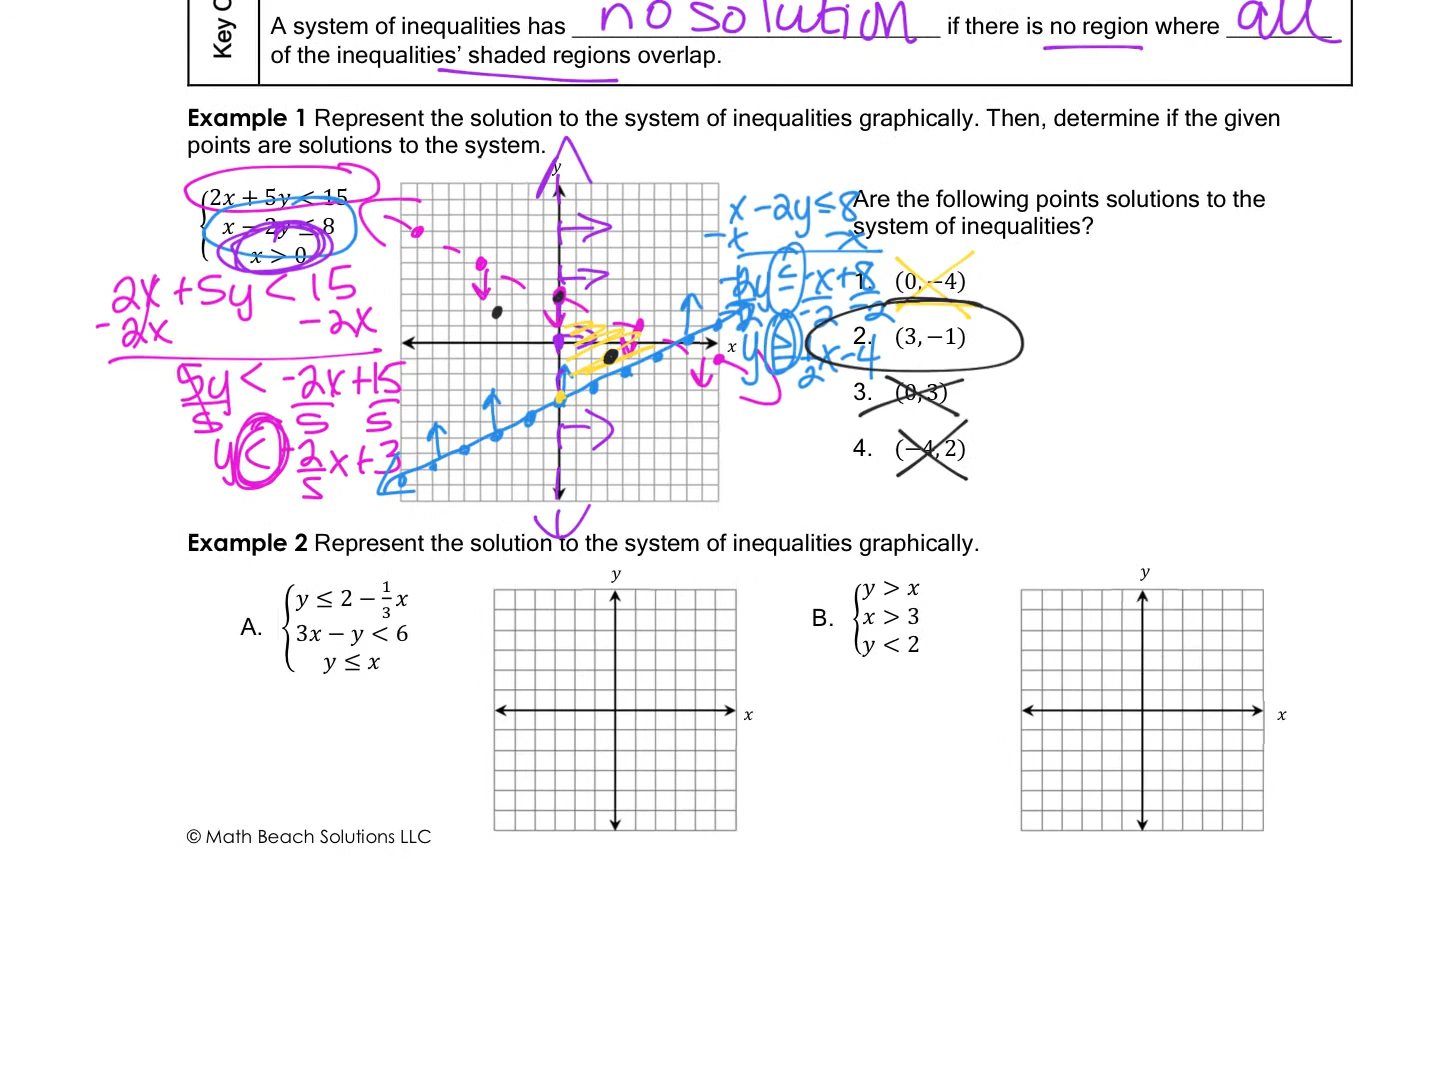 Key C
A system of inequalities has no solution if there is no region where all
of the inequalities' shaded regions overlap.
Example 1 Represent the solution to the system of inequalities graphically. Then, determine if the given
points are solutions to the system.
y
2x + 5y < 15
x − 2y ≤ 8
x > 0
2x + 5y < 15
-2x -2x
5y < -2x + 15
5 5 5
y < -2/5 x + 3
x
x - 2y ≤ 8
-x -x
-2y ≤ -x + 8
-2 -2 -2
y ≥ 1/2 x - 4
Are the following points solutions to the
system of inequalities?
1. (0, −4)
2. (3, −1)
3. (0, 3)
4. (−4, 2)
Example 2 Represent the solution to the system of inequalities graphically.
A.
y ≤ 2 − 1/3 x
3x − y < 6
y ≤ x
y
x
B.
y > x
x > 3
y < 2
y
x
© Math Beach Solutions LLC